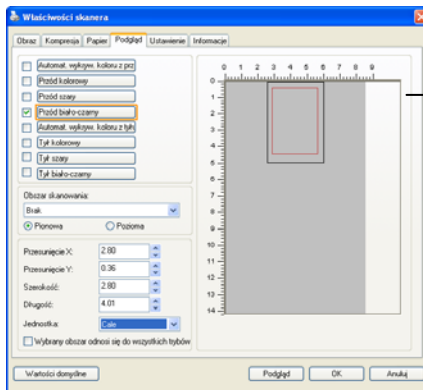 Właściwości skanera
Obraz Kompresja Papier Podgląd Ustawienie Informacje
Automat. wykryw. koloru z prz
Przód kolorowy
Przód szary
Przód biało-czarny
Automat. wykryw. koloru z tyłu
Tył kolorowy
Tył szary
Tył biało-czarny
Obszar skanowania:
Brak
Pionowa Pozioma
Przesunięcie X: 2.80
Przesunięcie Y: 0.36
Szerokość: 2.80
Długość: 4.01
Jednostka: Cale
Wybrany obszar odnosi się do wszystkich trybów
0 1 2 3 4 5 6 7 8 9
0
1
2
3
4
5
6
7
8
9
10
11
12
13
14
Wartości domyślne Podgląd OK Anuluj